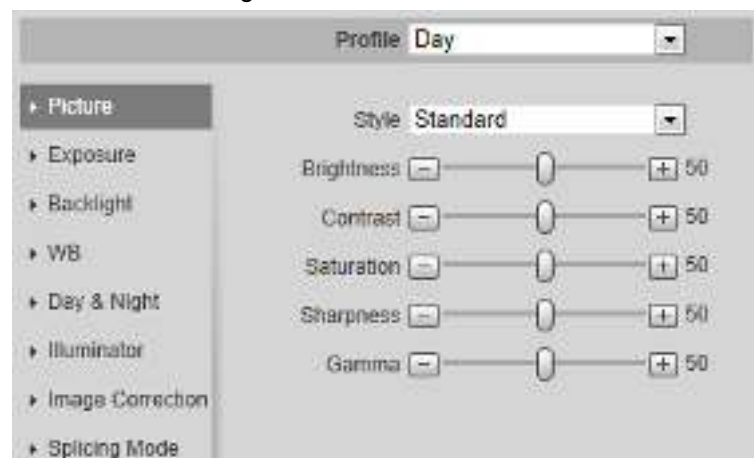 Profile Day
Picture
Exposure
Backlight
WB
Day & Night
Illuminator
Image Correction
Splicing Mode
Style Standard
Brightness - + 50
Contrast - + 50
Saturation - + 50
Sharpness - + 50
Gamma - + 50